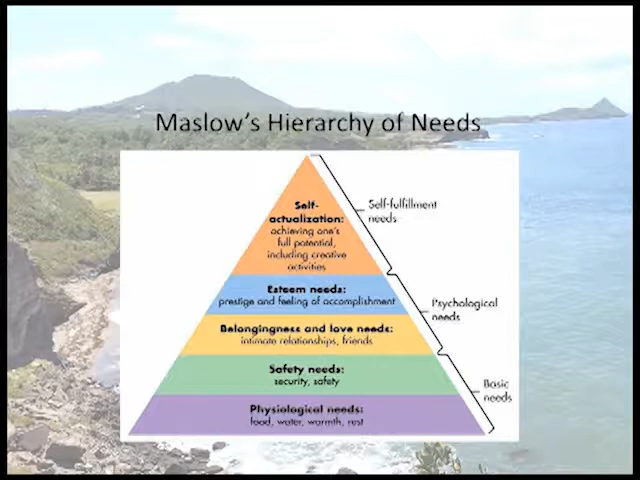 Maslow's Hierarchy of Needs
Self-
actualization:
achieving one's
full potential,
including creative
activities
Self-fulfillment
needs
Esteem needs:
prestige and feeling of accomplishment
Psychological
needs
Belongingness and love needs:
intimate relationships, friends
Safety needs:
security, safety
Basic
needs
Physiological needs:
food, water, warmth, rest